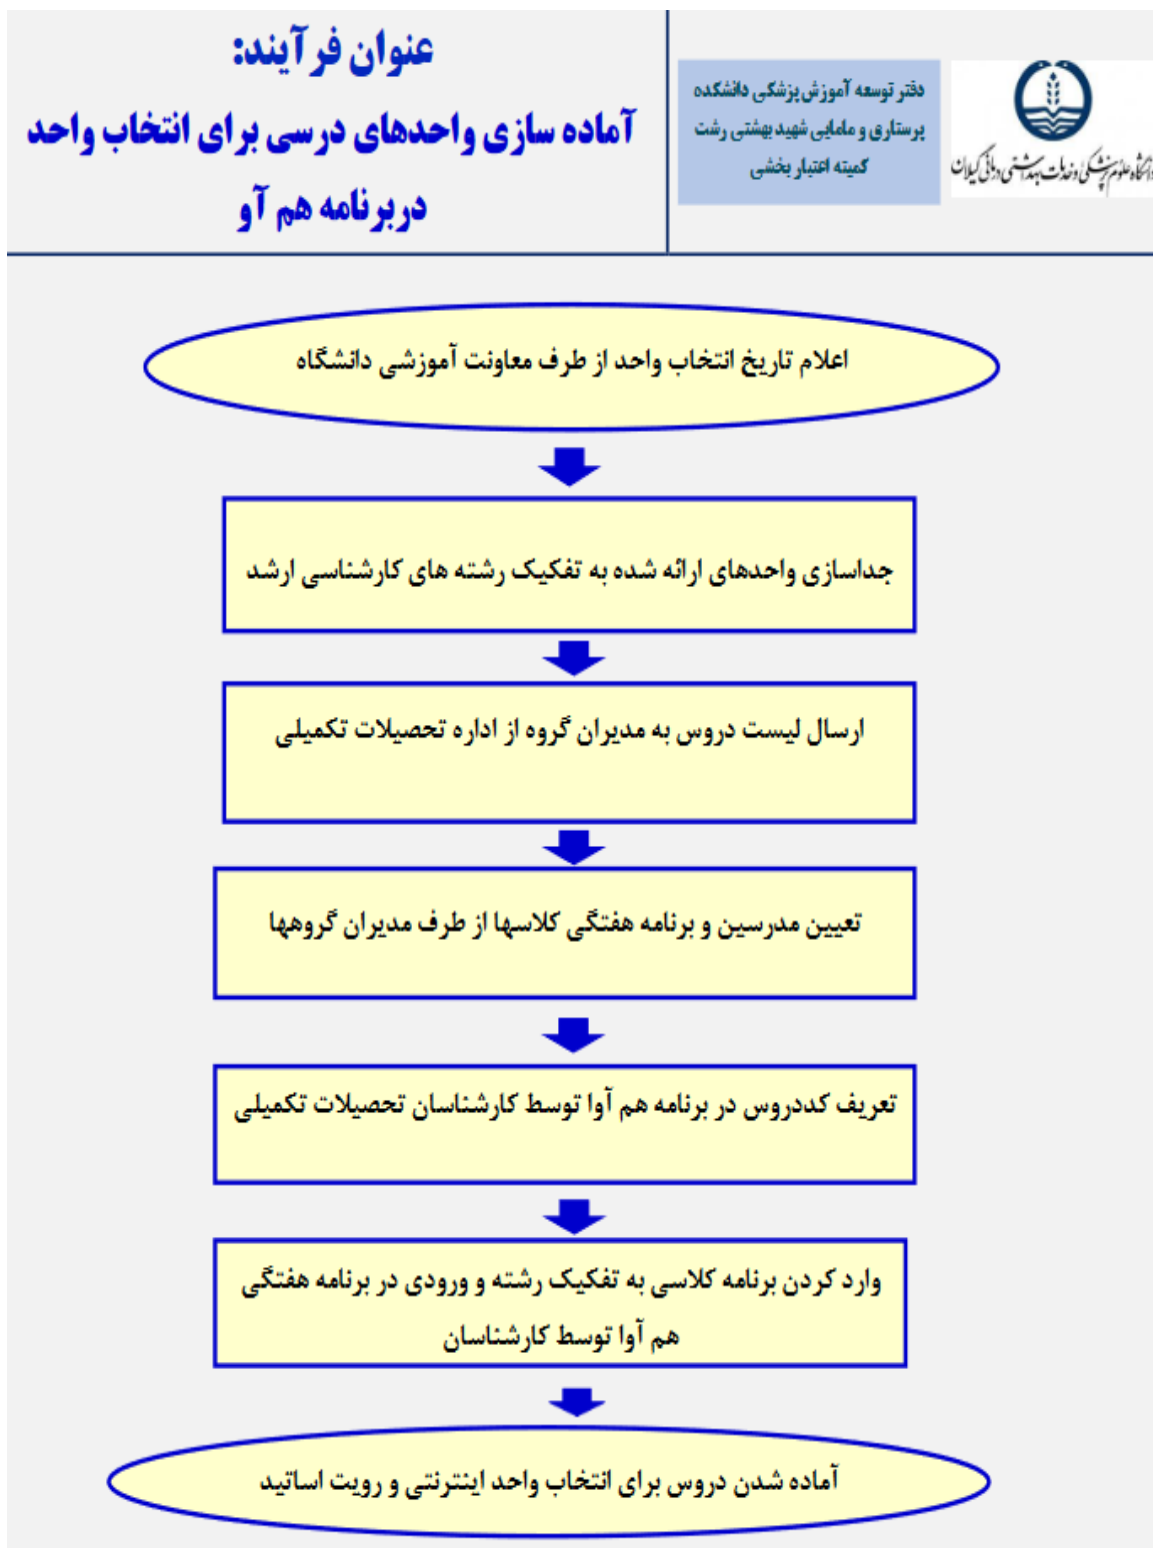 دفتر توسعه آموزش پزشکی دانشکده
پرستاری و مامایی شهید بهشتی رشت
کمیته اعتبار بخشی
دانشگاه علوم پزشکی و خدمات بهداشتی درمانی گیلان
عنوان فرآیند:
آماده سازی واحدهای درسی برای انتخاب واحد
دربرنامه هم آو
اعلام تاریخ انتخاب واحد از طرف معاونت آموزشی دانشگاه
جداسازی واحدهای ارائه شده به تفکیک رشته های کارشناسی ارشد
ارسال لیست دروس به مدیران گروه از اداره تحصیلات تکمیلی
تعیین مدرسین و برنامه هفتگی کلاسها از طرف مدیران گروهها
تعریف کددروس در برنامه هم آوا توسط کارشناسان تحصیلات تکمیلی
وارد کردن برنامه کلاسی به تفکیک رشته و ورودی در برنامه هفتگی
هم آوا توسط کارشناسان
آماده شدن دروس برای انتخاب واحد اینترنتی و رویت اساتید